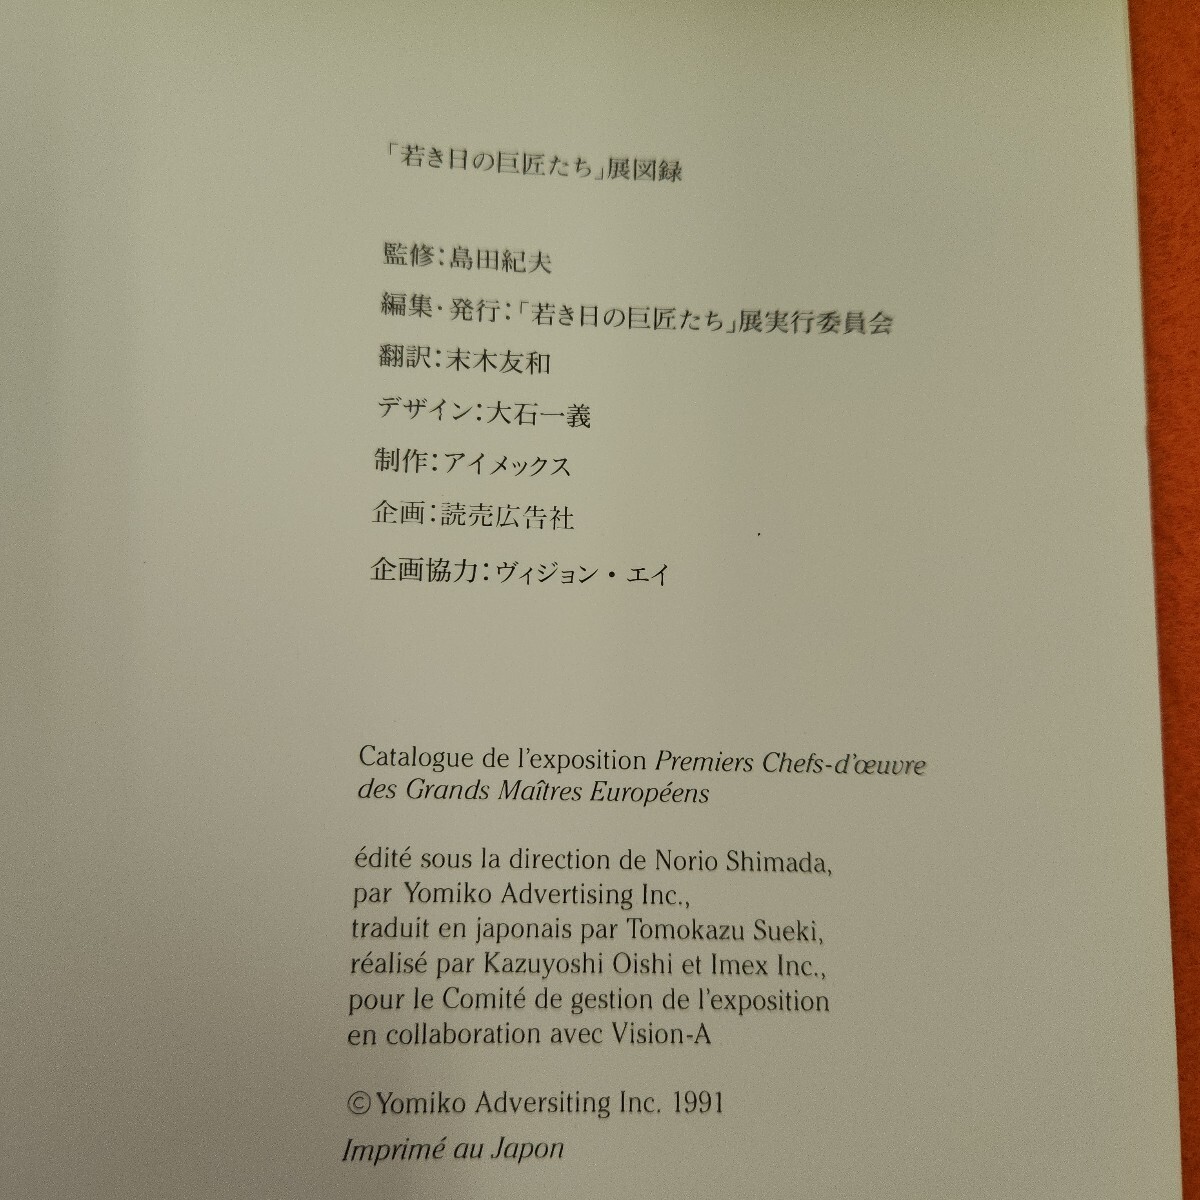 「若き日の巨匠たち」展図録
監修：島田紀夫
編集・発行：「若き日の巨匠たち」展実行委員会
翻訳：末木友和
デザイン：大石一義
制作：アイメックス
企画：読売広告社
企画協力：ヴィジョン・エイ
Catalogue de l'exposition Premiers Chefs-d'œuvre
des Grands Maîtres Européens
édité sous la direction de Norio Shimada,
par Yomiko Advertising Inc.,
traduit en japonais par Tomokazu Sueki,
réalisé par Kazuyoshi Oishi et Imex Inc.,
pour le Comité de gestion de l'exposition
en collaboration avec Vision-A
©Yomiko Adversiting Inc. 1991
Imprimé au Japon